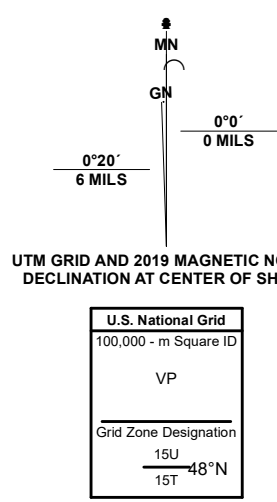 MN
GN
0°0´
0 MILS
0°20´
6 MILS
UTM GRID AND 2019 MAGNETIC N
DECLINATION AT CENTER OF SH
U.S. National Grid
100,000 - m Square ID
VP
Grid Zone Designation
15U
48°N
15T